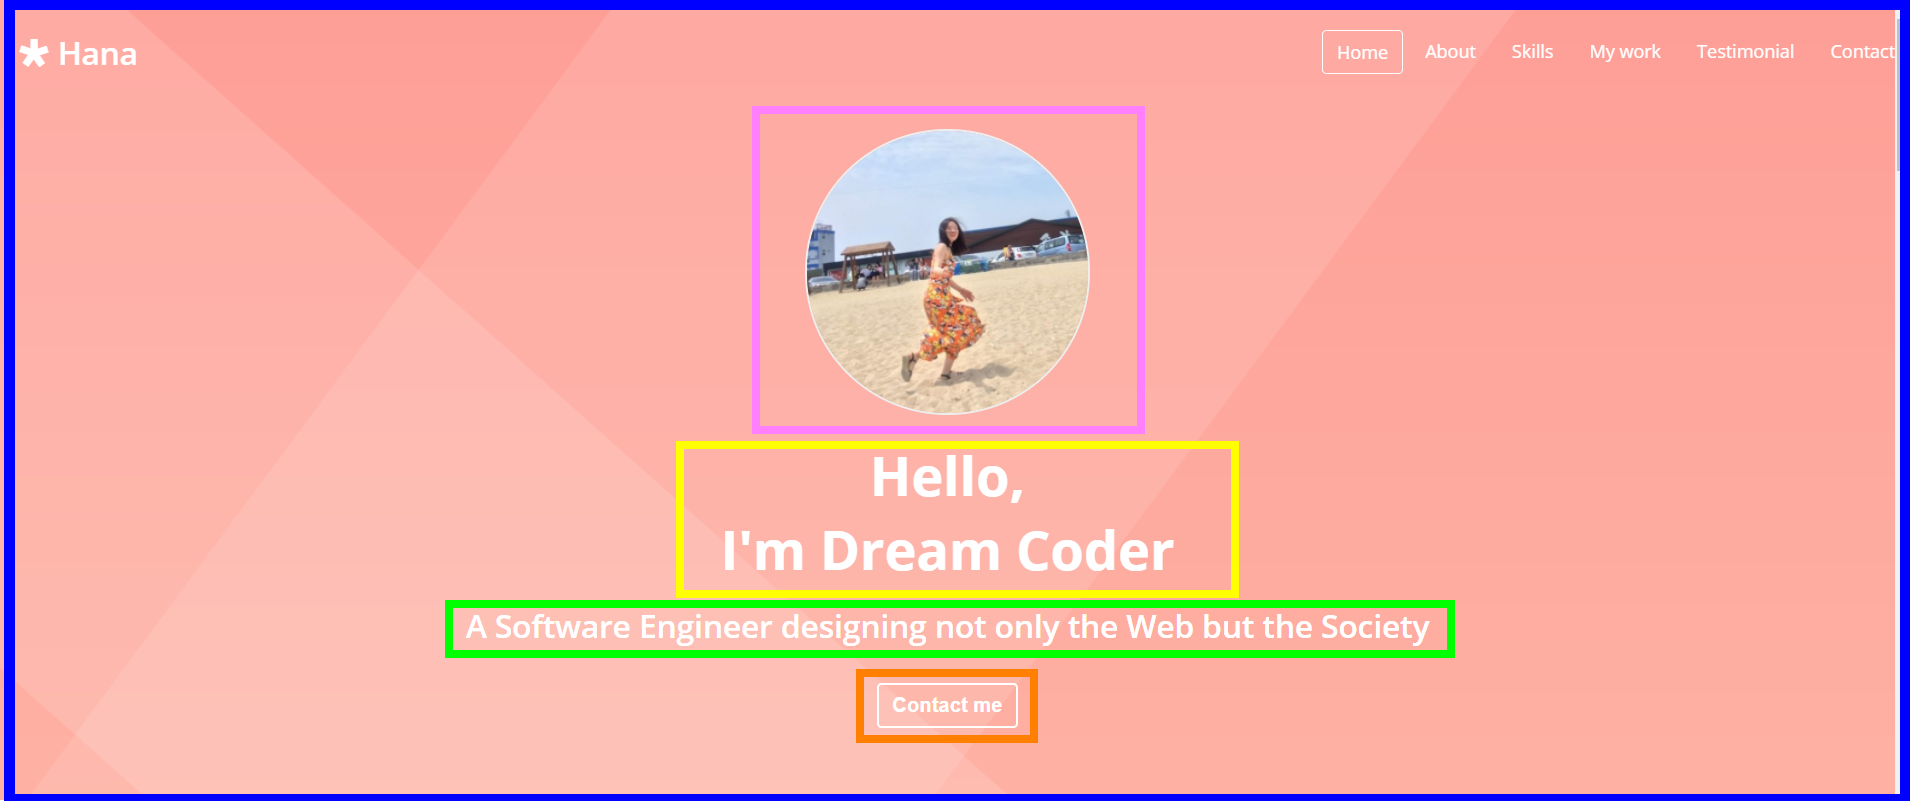 Hana
Home About Skills My work Testimonial Contact
Hello,
I'm Dream Coder
A Software Engineer designing not only the Web but the Society
Contact me